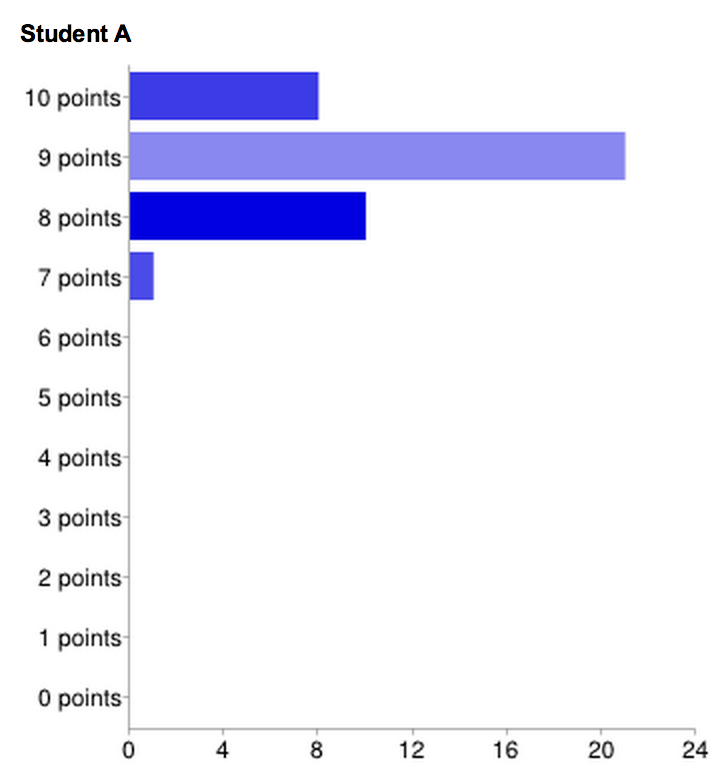 Student A
10 points
9 points
8 points
7 points
6 points
5 points
4 points
3 points
2 points
1 points
0 points
0 4 8 12 16 20 24